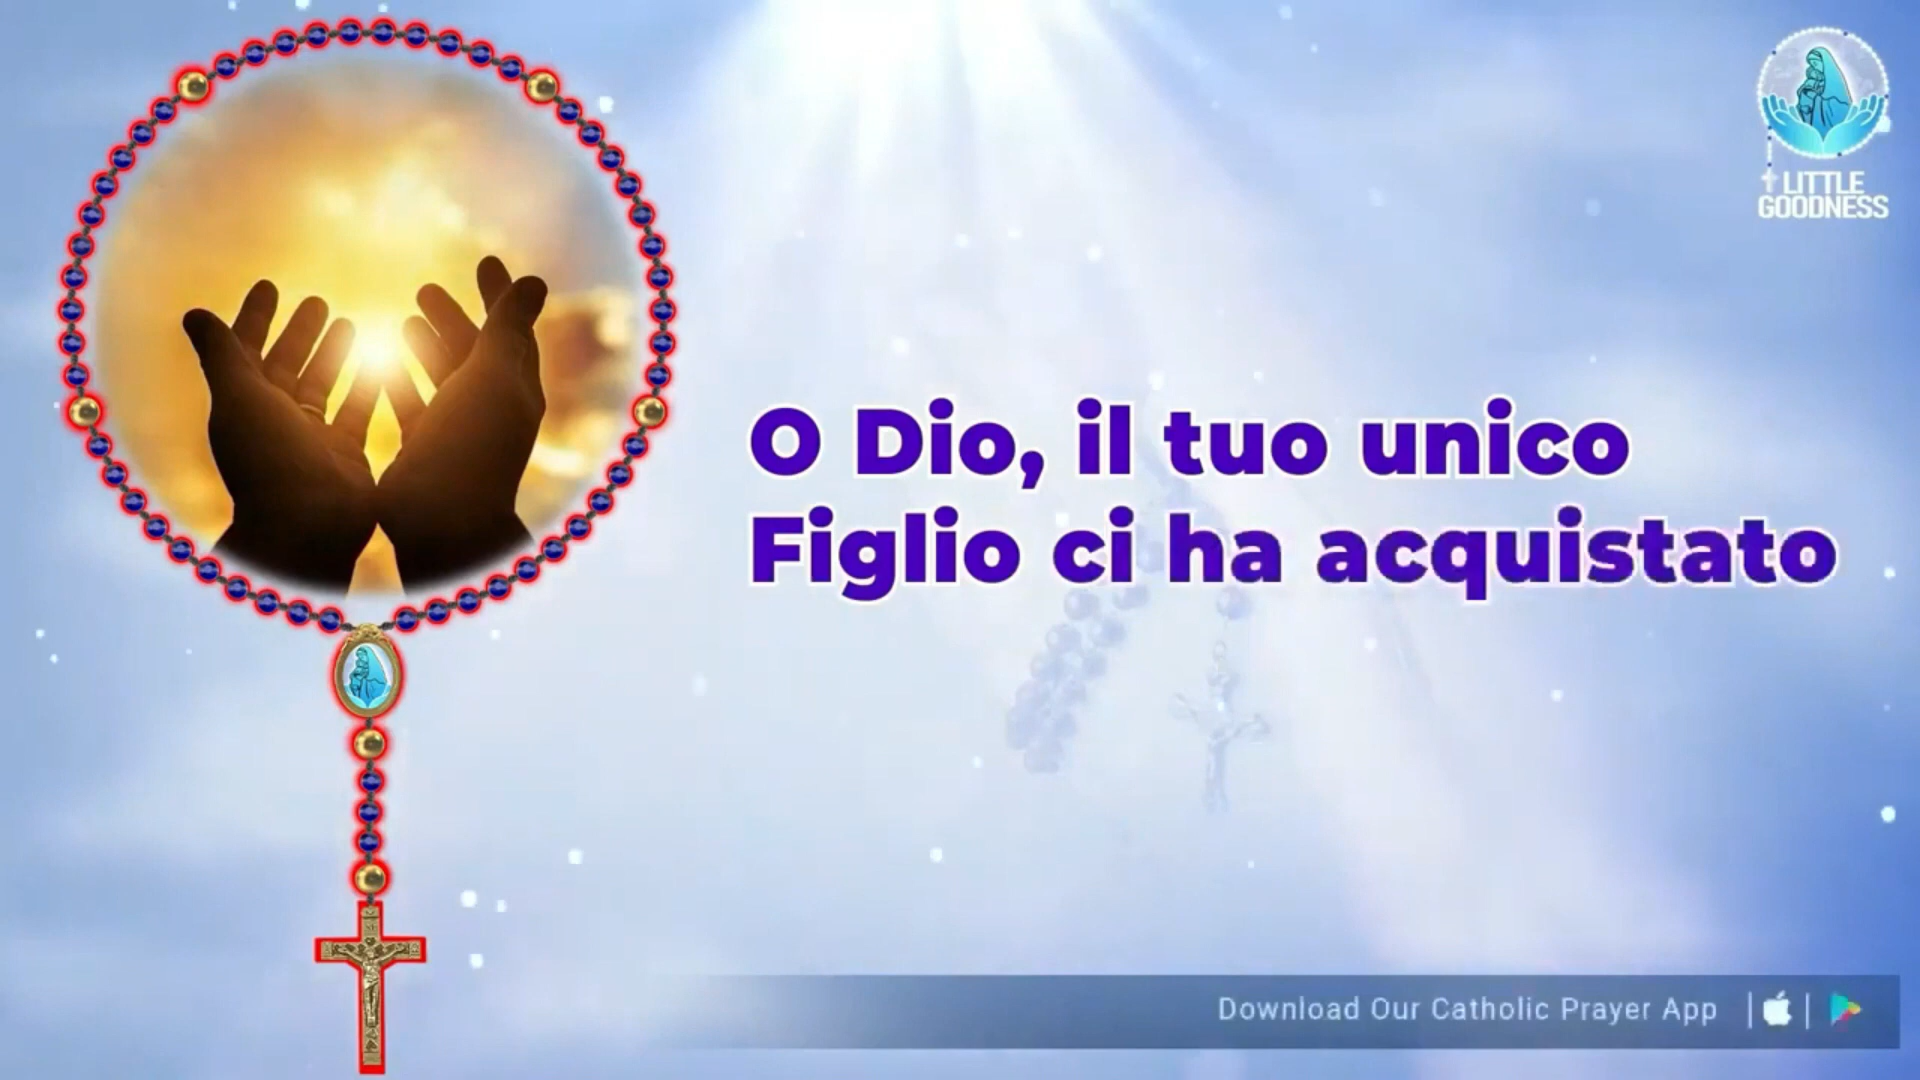 LITTLE
GOODNESS
O Dio, il tuo unico
Figlio ci ha acquistato
Download Our Catholic Prayer App